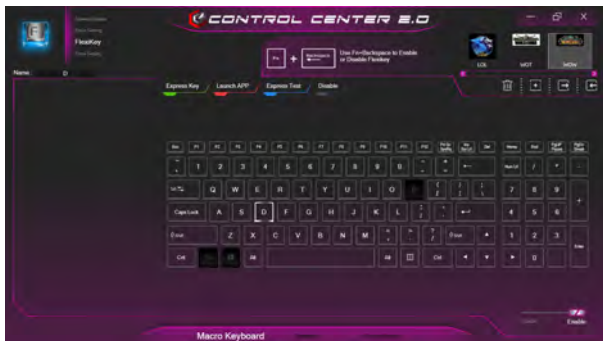 CONTROL CENTER 2.0
FlexiKey
Fn + Backspace
Use Fn+Backspace to Enable
or Disable Flexikey
LOL WOT WOW
Name: D
Express Key / Launch APP / Express Text / Disable
Esc F1 F2 F3 F4 F5 F6 F7 F8 F9 F10 F11 F12 Del Home End
1 2 3 4 5 6 7 8 9 0 Num Lk / * -
Q W E R T Y U I O 7 8 9 +
Caps Lock A S D F G H J K L 4 5 6
Z X C V B N M 1 2 3 Enter
Ctrl Alt Alt Ctrl 0
Enable
Macro Keyboard